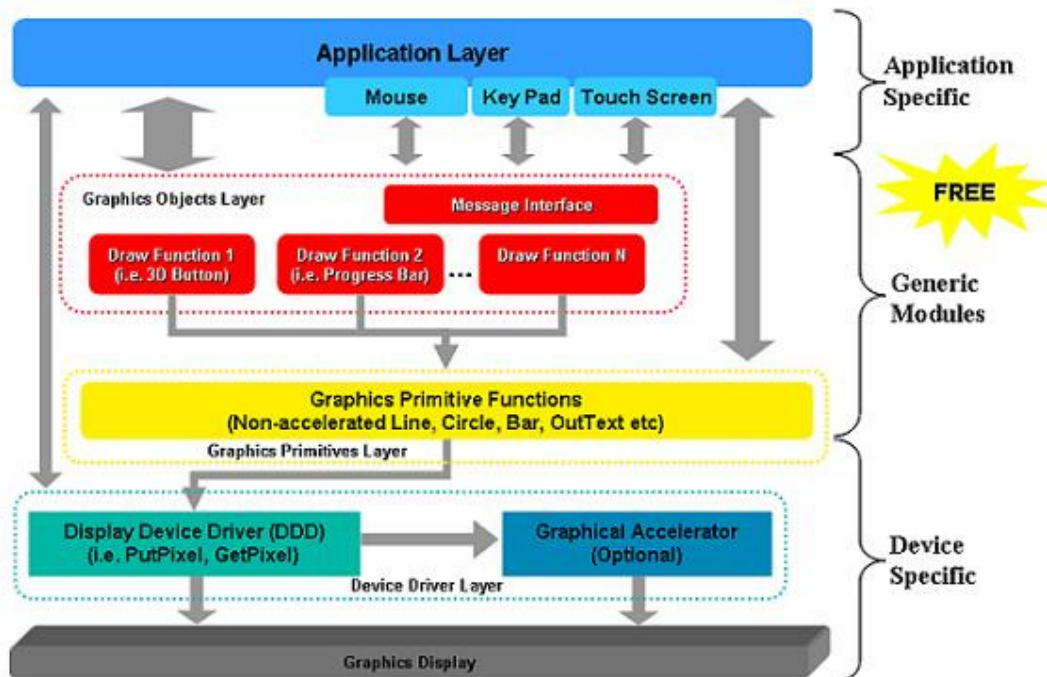 Application Layer
Mouse
Key Pad
Touch Screen
Application
Specific
FREE
Graphics Objects Layer
Message Interface
Draw Function 1
(i.e. 3D Button)
Draw Function 2
(i.e. Progress Bar)
...
Draw Function N
Generic
Modules
Graphics Primitive Functions
(Non-accelerated Line, Circle, Bar, OutText etc)
Graphics Primitives Layer
Display Device Driver (DDD)
(i.e. PutPixel, GetPixel)
Graphical Accelerator
(Optional)
Device Driver Layer
Device
Specific
Graphics Display